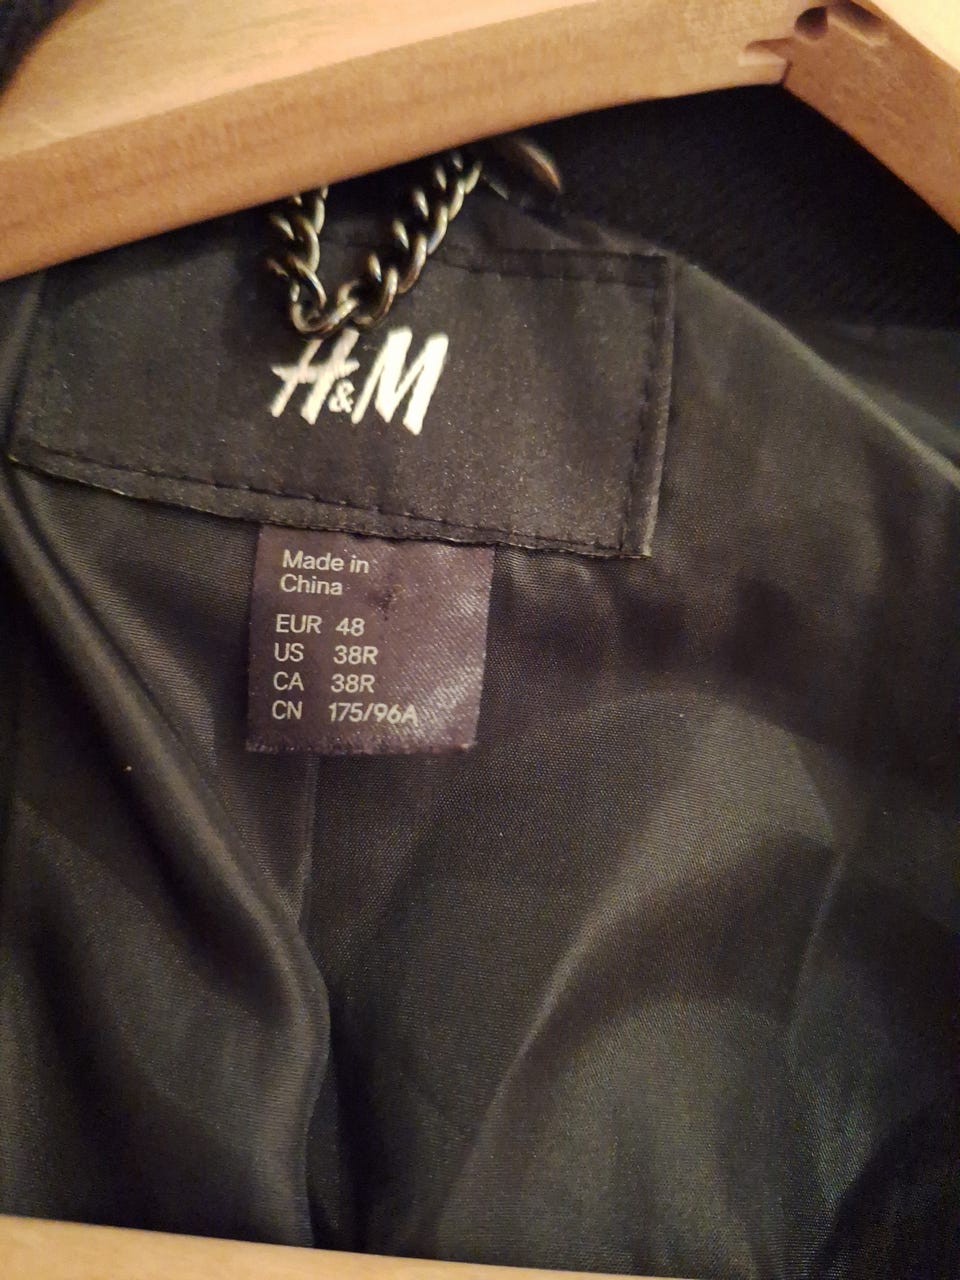 H&M
Made in
China
EUR 48
US 38R
CA 38R
CN 175/96A